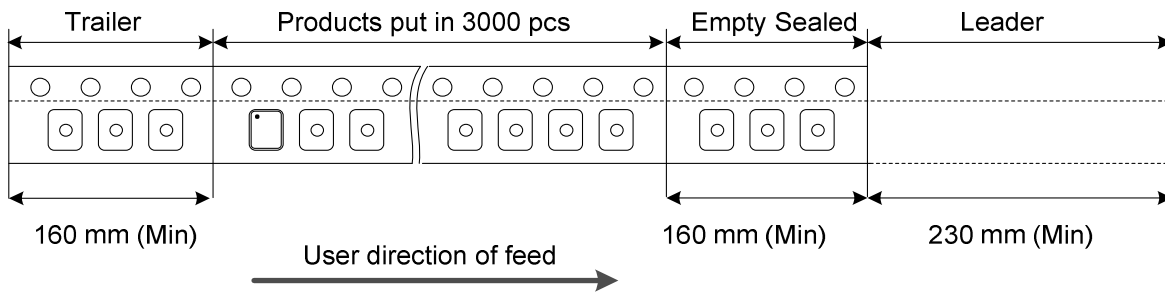 Trailer
Products put in 3000 pcs
Empty Sealed
Leader
160 mm (Min)
160 mm (Min)
230 mm (Min)
User direction of feed